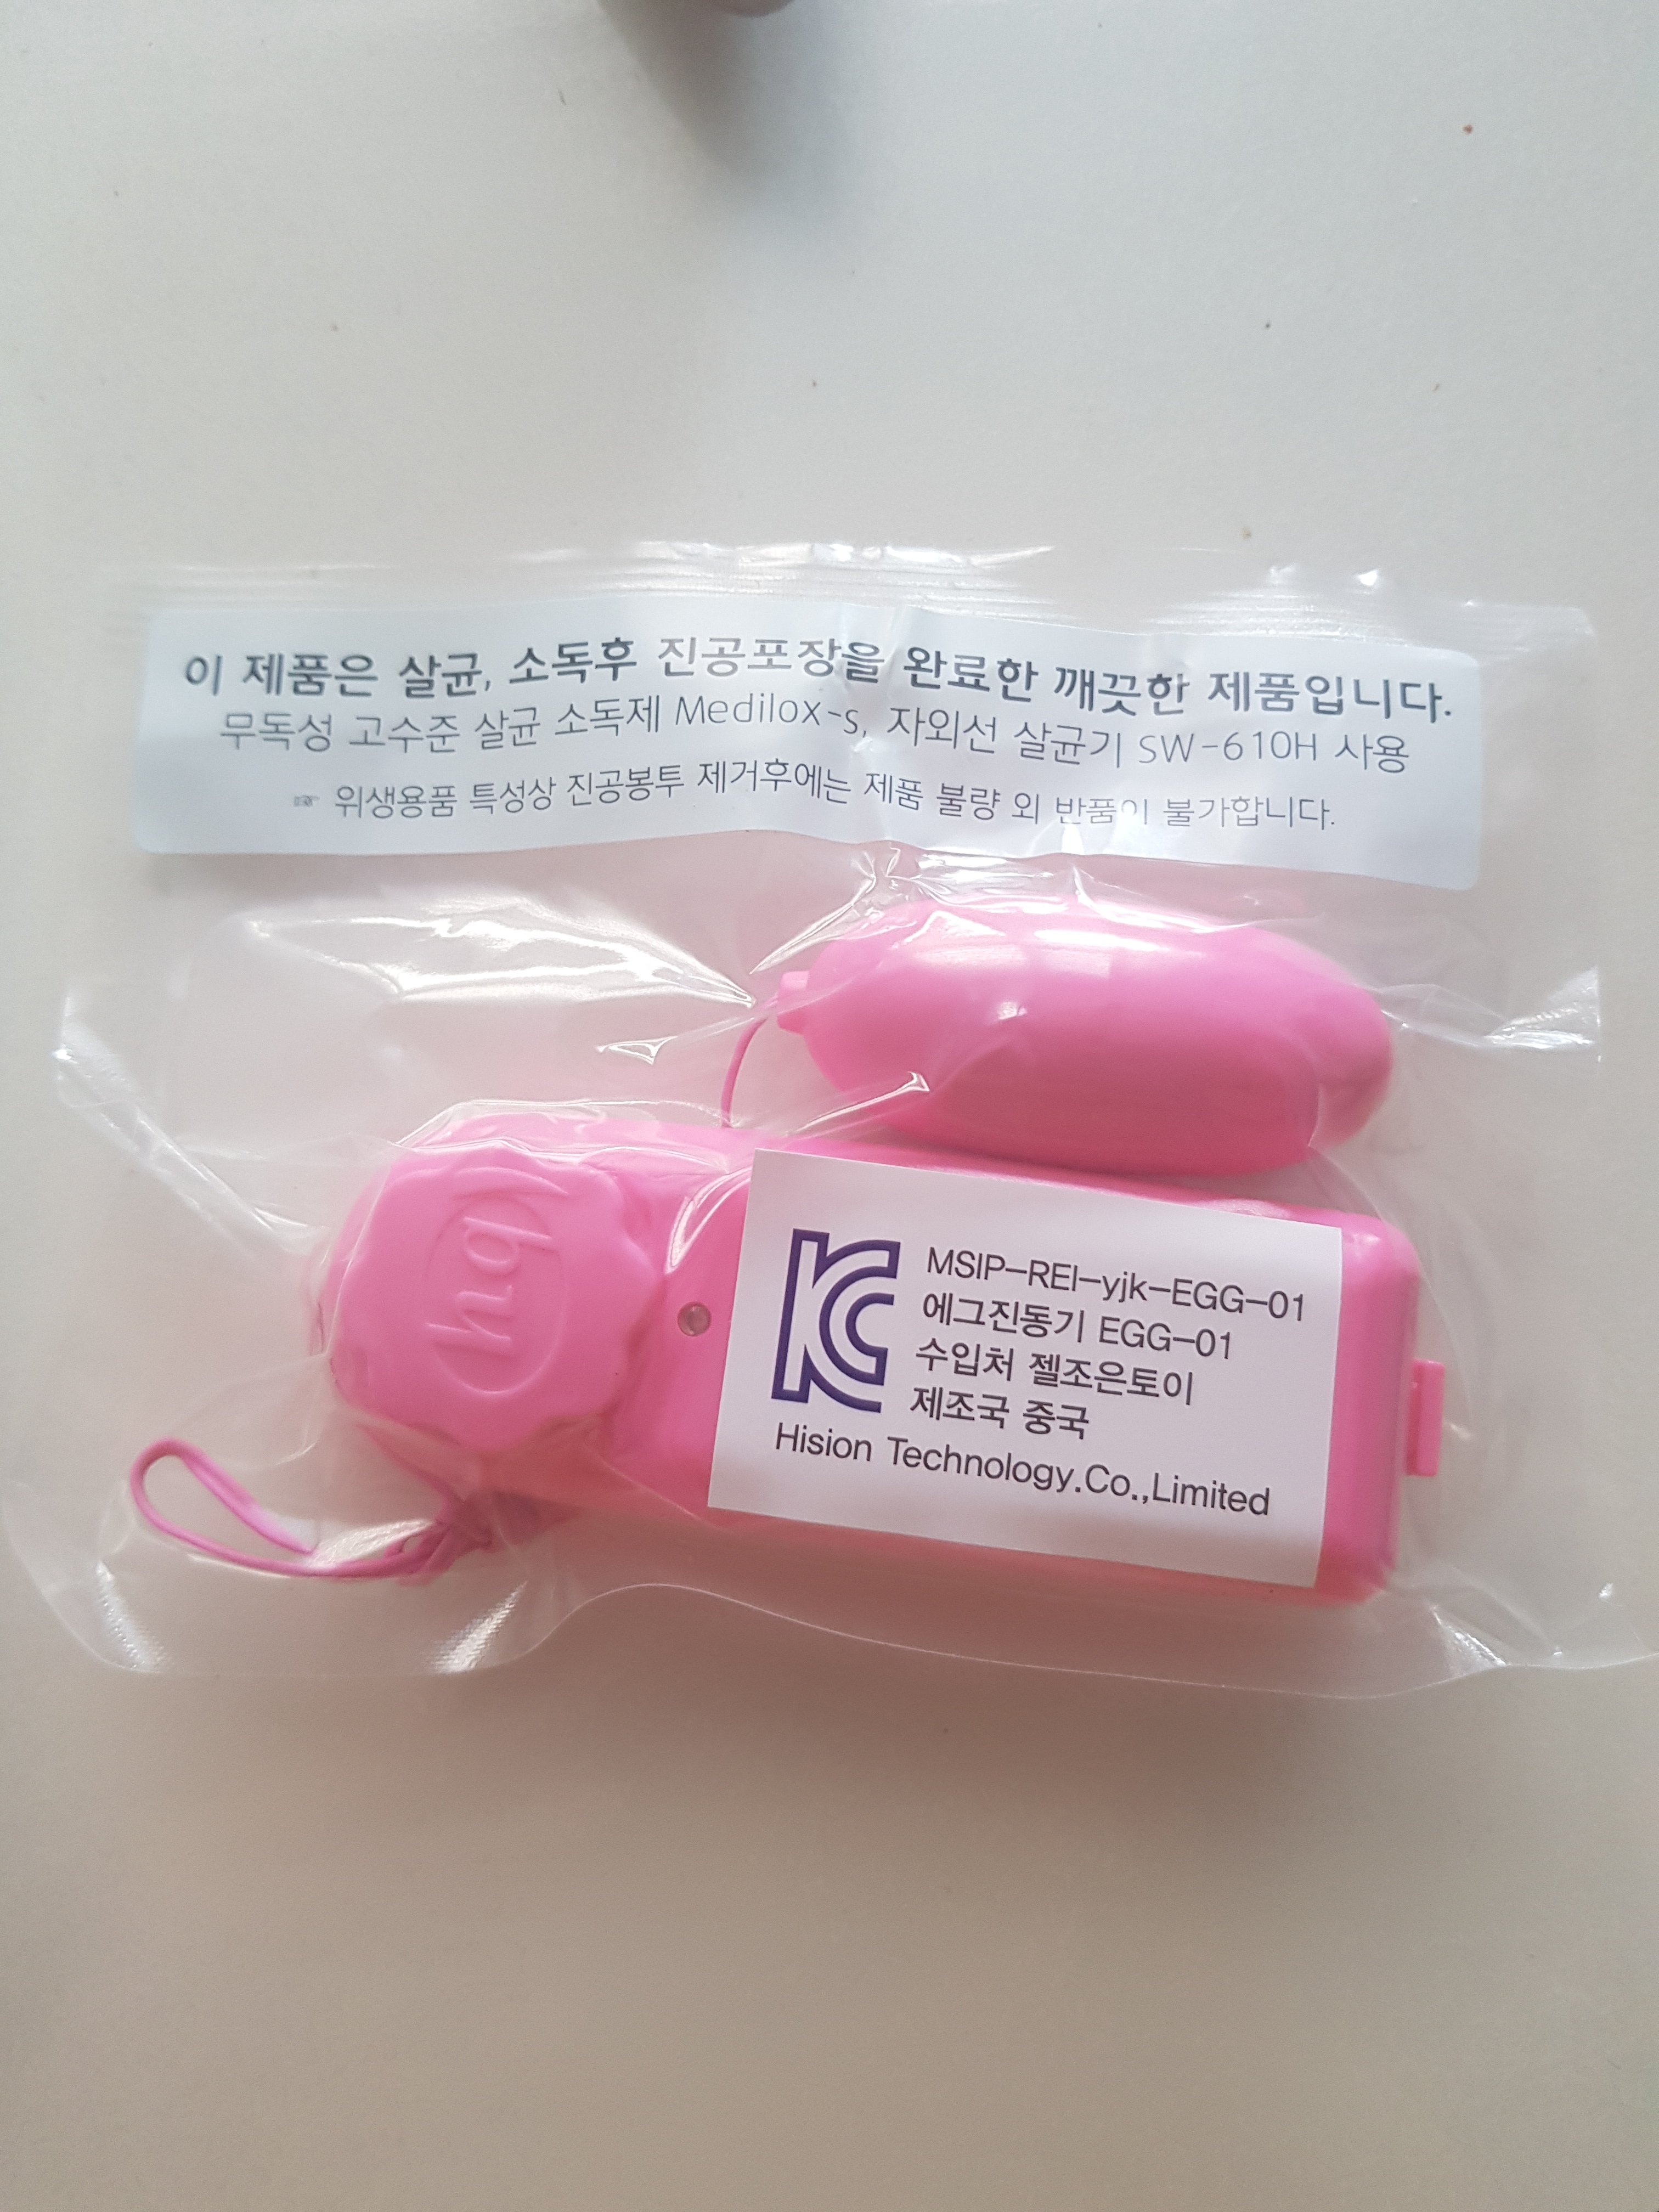 이 제품은 살균, 소독후 진공포장을 완료한 깨끗한 제품입니다.
무독성 고수준 살균 소독제 Medilox-s, 자외선 살균기 SW-610H 사용
☞ 위생용품 특성상 진공봉투 제거후에는 제품 불량 외 반품이 불가합니다.
hq
MSIP-REI-yjk-EGG-01
에그진동기 EGG-01
수입처 젤조은토이
제조국 중국
Hision Technology.Co.,Limited